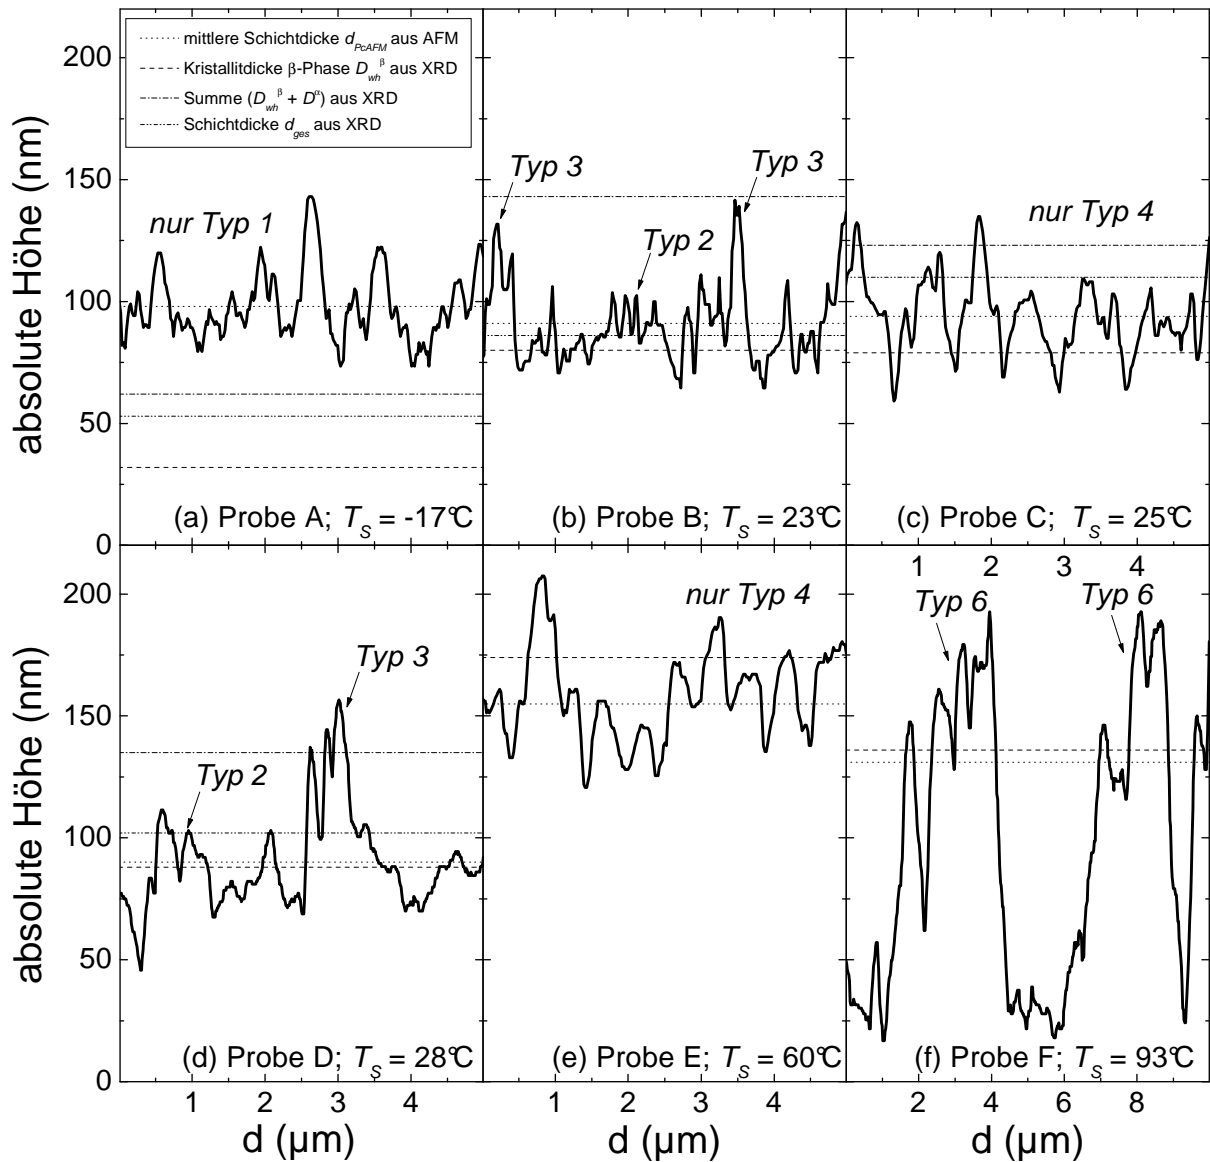 absolute Höhe (nm)
200
150
100
50
0
mittlere Schichtdicke d_PcAFM aus AFM
Kristallitdicke β-Phase D_wh^β aus XRD
Summe (D_wh^β + D^α) aus XRD
Schichtdicke d_ges aus XRD
nur Typ 1
(a) Probe A; T_S = -17°C
Typ 3
Typ 2
Typ 3
(b) Probe B; T_S = 23°C
nur Typ 4
(c) Probe C; T_S = 25°C
1 2 3 4
absolute Höhe (nm)
200
150
100
50
0
Typ 2
Typ 3
(d) Probe D; T_S = 28°C
nur Typ 4
(e) Probe E; T_S = 60°C
Typ 6
Typ 6
(f) Probe F; T_S = 93°C
1 2 3 4
1 2 3 4
2 4 6 8
d (µm)
d (µm)
d (µm)